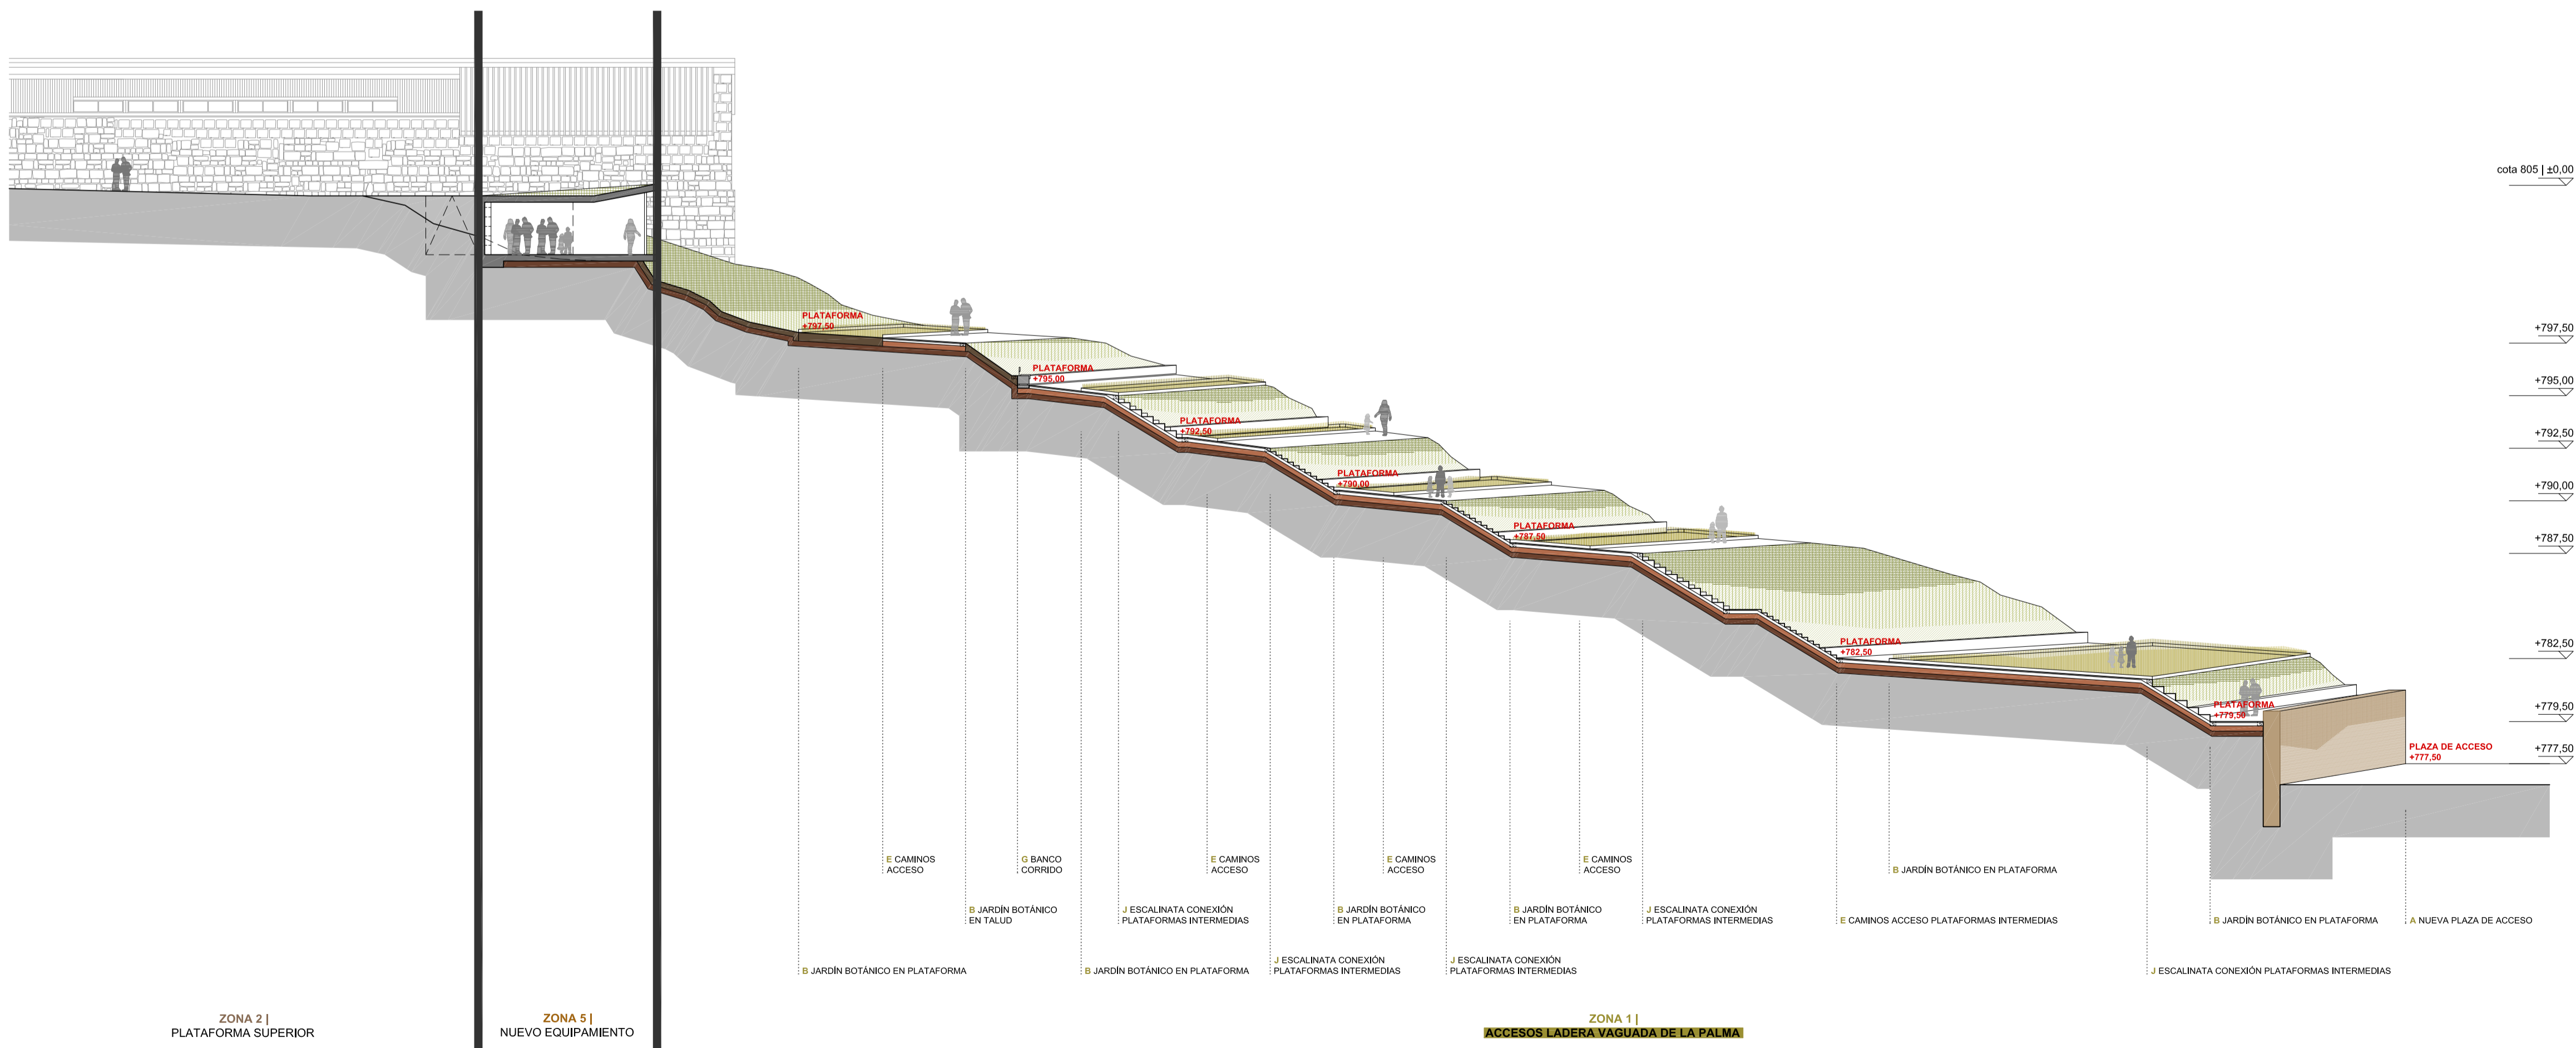 cota 805 | ±0,00
PLATAFORMA
+797,50
+797,50
PLATAFORMA
+795,00
+795,00
PLATAFORMA
+792,50
+792,50
PLATAFORMA
+790,00
+790,00
PLATAFORMA
+787,50
+787,50
PLATAFORMA
+782,50
+782,50
PLATAFORMA
+779,50
+779,50
PLAZA DE ACCESO
+777,50
+777,50
E CAMINOS
ACCESO
G BANCO
CORRIDO
E CAMINOS
ACCESO
E CAMINOS
ACCESO
E CAMINOS
ACCESO
B JARDÍN BOTÁNICO EN PLATAFORMA
B JARDÍN BOTÁNICO
EN TALUD
J ESCALINATA CONEXIÓN
PLATAFORMAS INTERMEDIAS
B JARDÍN BOTÁNICO
EN PLATAFORMA
B JARDÍN BOTÁNICO
EN PLATAFORMA
J ESCALINATA CONEXIÓN
PLATAFORMAS INTERMEDIAS
E CAMINOS ACCESO PLATAFORMAS INTERMEDIAS
B JARDÍN BOTÁNICO EN PLATAFORMA
A NUEVA PLAZA DE ACCESO
B JARDÍN BOTÁNICO EN PLATAFORMA
B JARDÍN BOTÁNICO EN PLATAFORMA
J ESCALINATA CONEXIÓN
PLATAFORMAS INTERMEDIAS
J ESCALINATA CONEXIÓN
PLATAFORMAS INTERMEDIAS
J ESCALINATA CONEXIÓN PLATAFORMAS INTERMEDIAS
ZONA 2 |
PLATAFORMA SUPERIOR
ZONA 5 |
NUEVO EQUIPAMIENTO
ZONA 1 |
ACCESOS LADERA VAGUADA DE LA PALMA